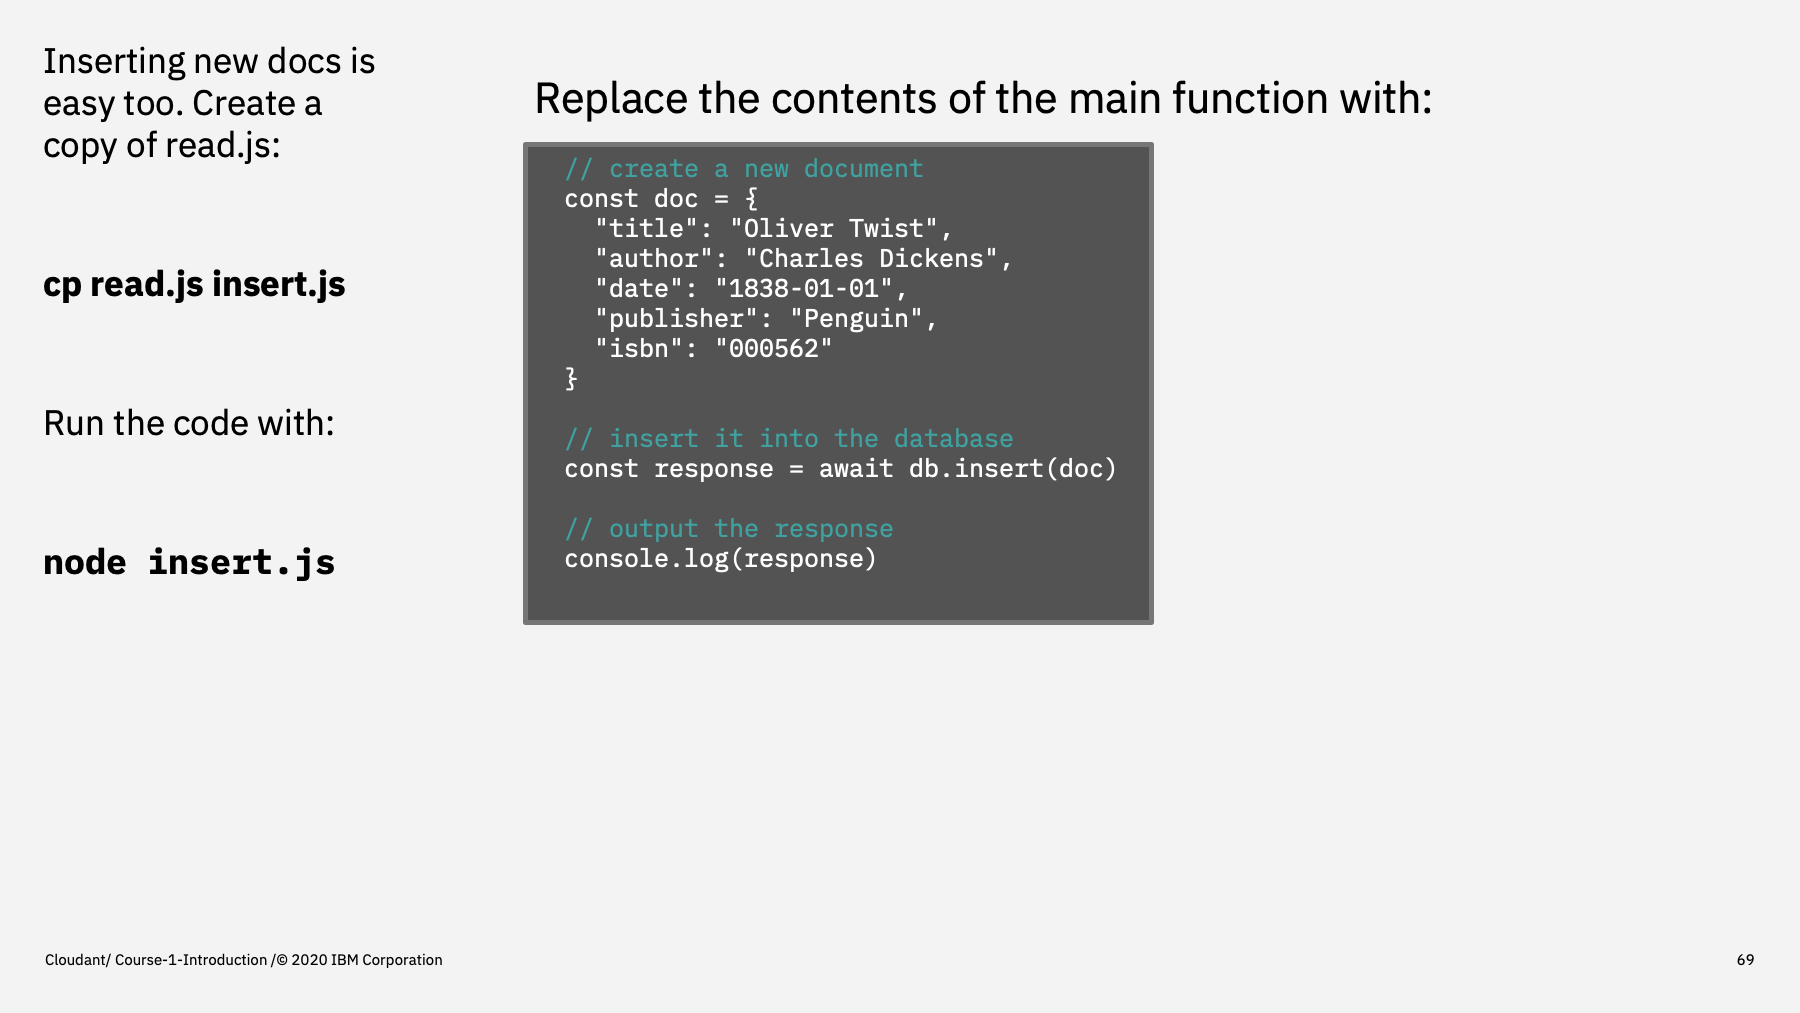 Inserting new docs is
easy too. Create a
copy of read.js:
cp read.js insert.js
Run the code with:
node insert.js
Replace the contents of the main function with:
// create a new document
const doc = {
  "title": "Oliver Twist",
  "author": "Charles Dickens",
  "date": "1838-01-01",
  "publisher": "Penguin",
  "isbn": "000562"
}
// insert it into the database
const response = await db.insert(doc)
// output the response
console.log(response)
Cloudant/ Course-1-Introduction /© 2020 IBM Corporation
69